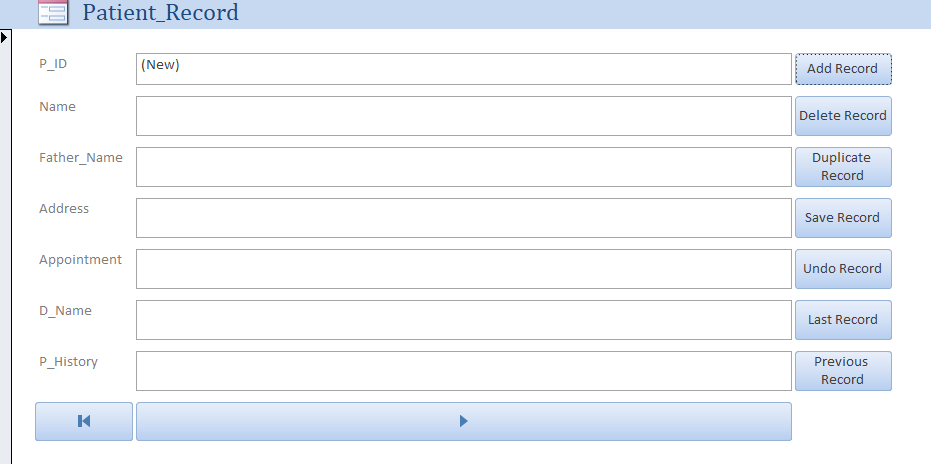 Patient_Record
P_ID
(New)
Add Record
Name
Delete Record
Father_Name
Duplicate
Record
Address
Save Record
Appointment
Undo Record
D_Name
Last Record
P_History
Previous
Record